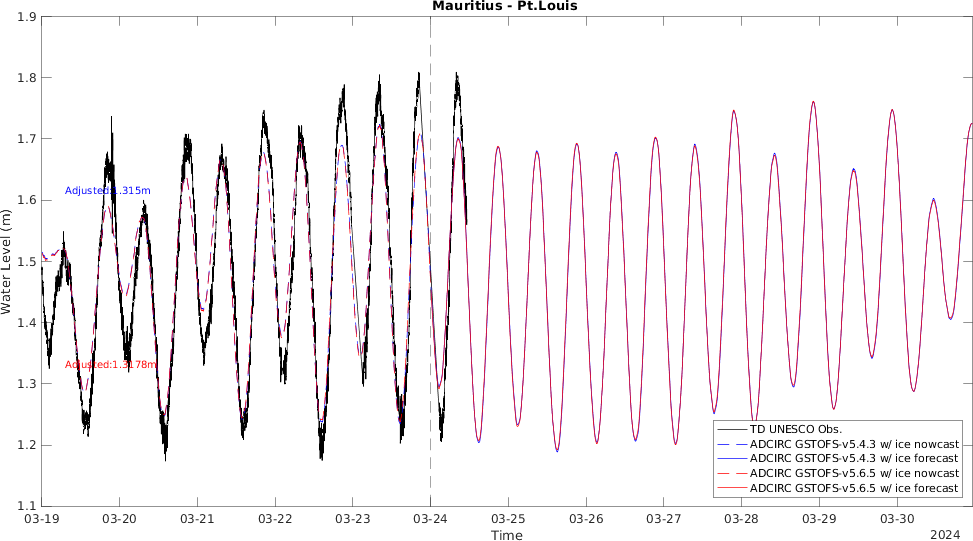 Mauritius - Pt.Louis
1.9
1.8
1.7
1.6
1.5
1.4
1.3
1.2
1.1
Water Level (m)
Adjusted:1.315m
Adjusted:1.3178m
TD UNESCO Obs.
ADCIRC GSTOFS-v5.4.3 w/ ice nowcast
ADCIRC GSTOFS-v5.4.3 w/ ice forecast
ADCIRC GSTOFS-v5.6.5 w/ ice nowcast
ADCIRC GSTOFS-v5.6.5 w/ ice forecast
03-19 03-20 03-21 03-22 03-23 03-24 03-25 03-26 03-27 03-28 03-29 03-30
Time
2024